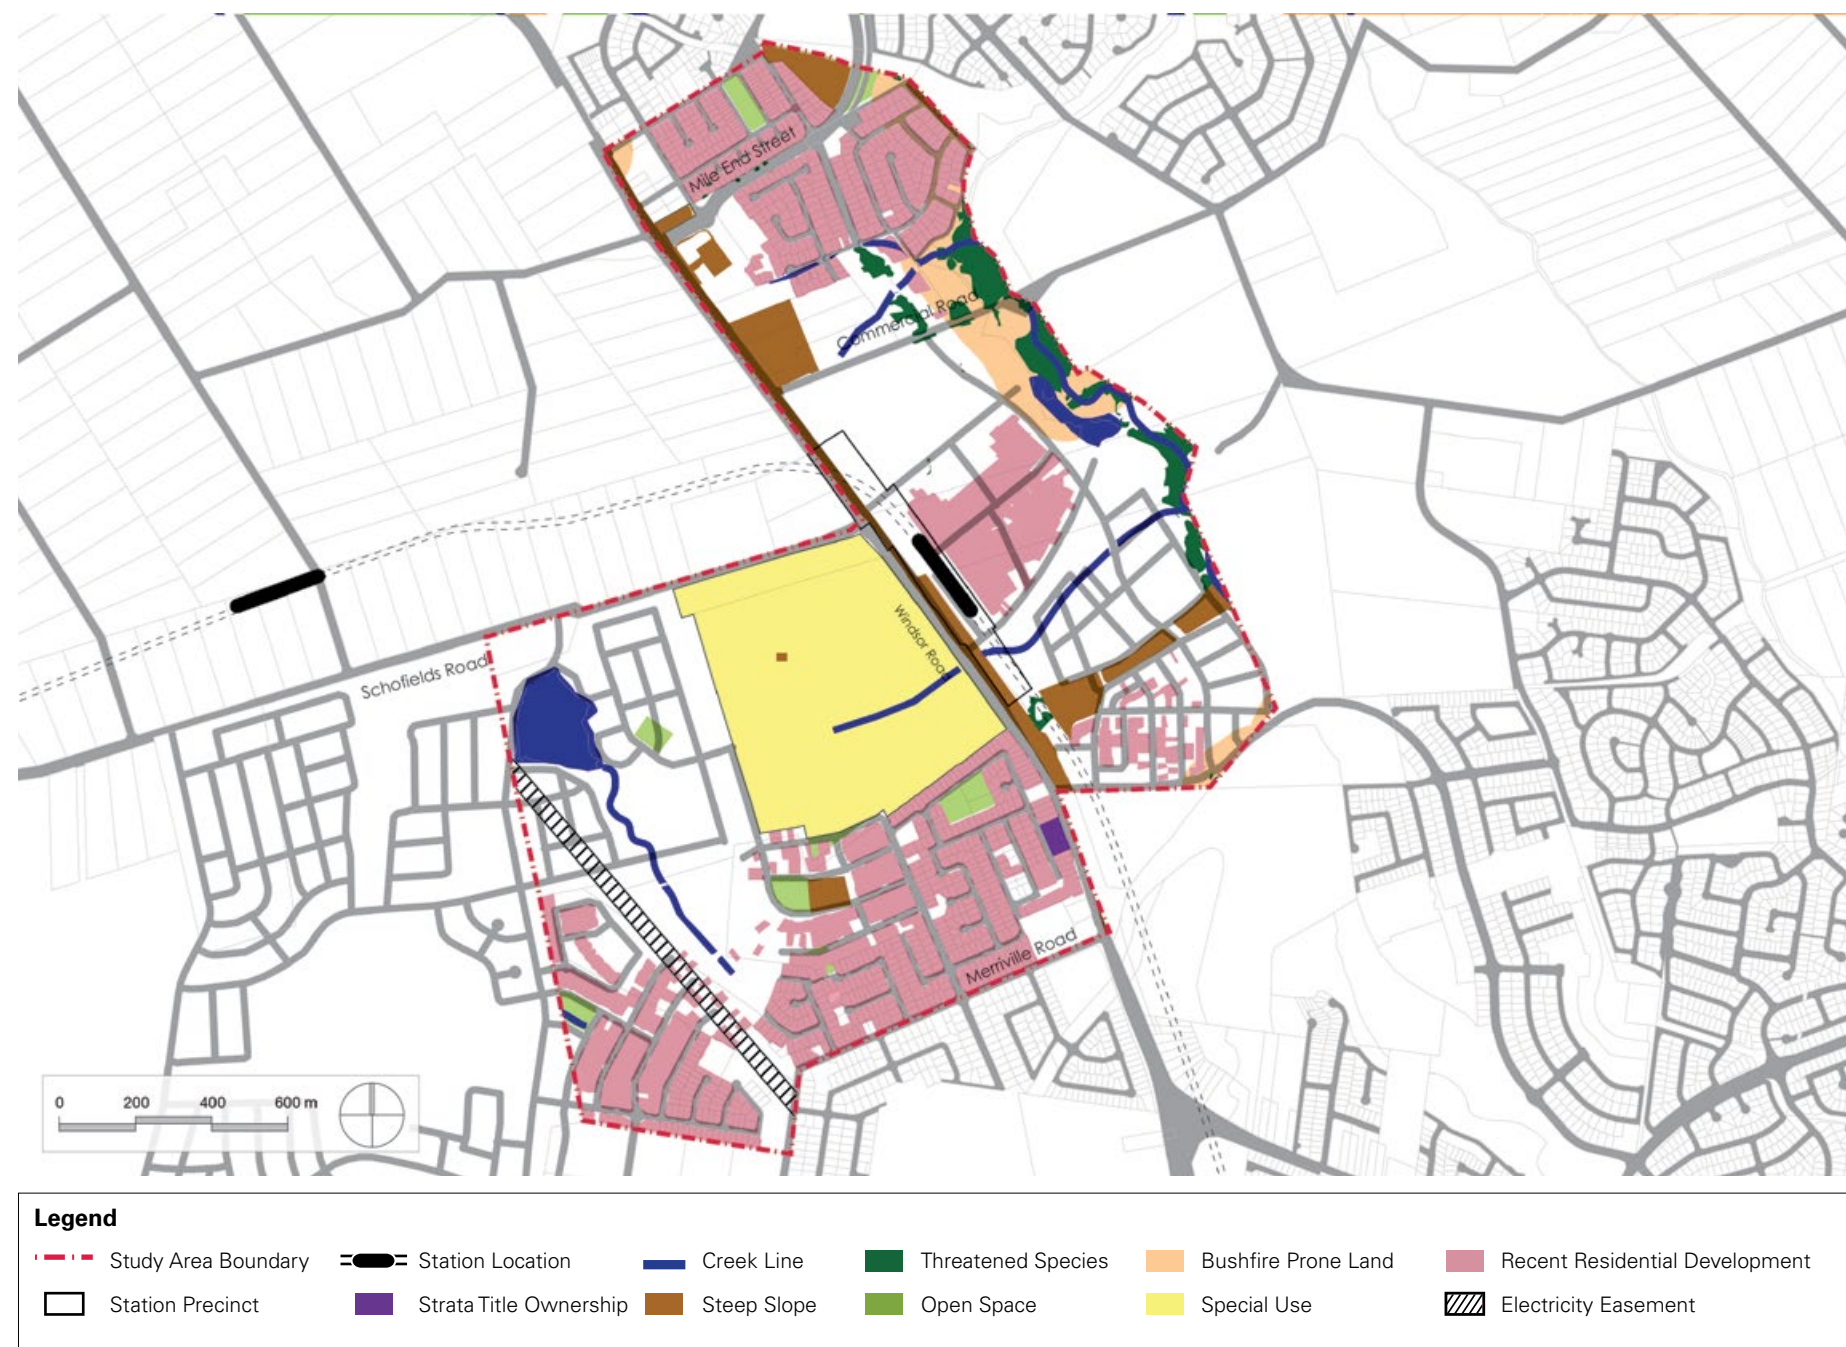 Mile End Street
Commercial Road
Windsor Road
Schofields Road
Merriville Road
0 200 400 600 m
Legend
Study Area Boundary
Station Location
Creek Line
Threatened Species
Bushfire Prone Land
Recent Residential Development
Station Precinct
Strata Title Ownership
Steep Slope
Open Space
Special Use
Electricity Easement